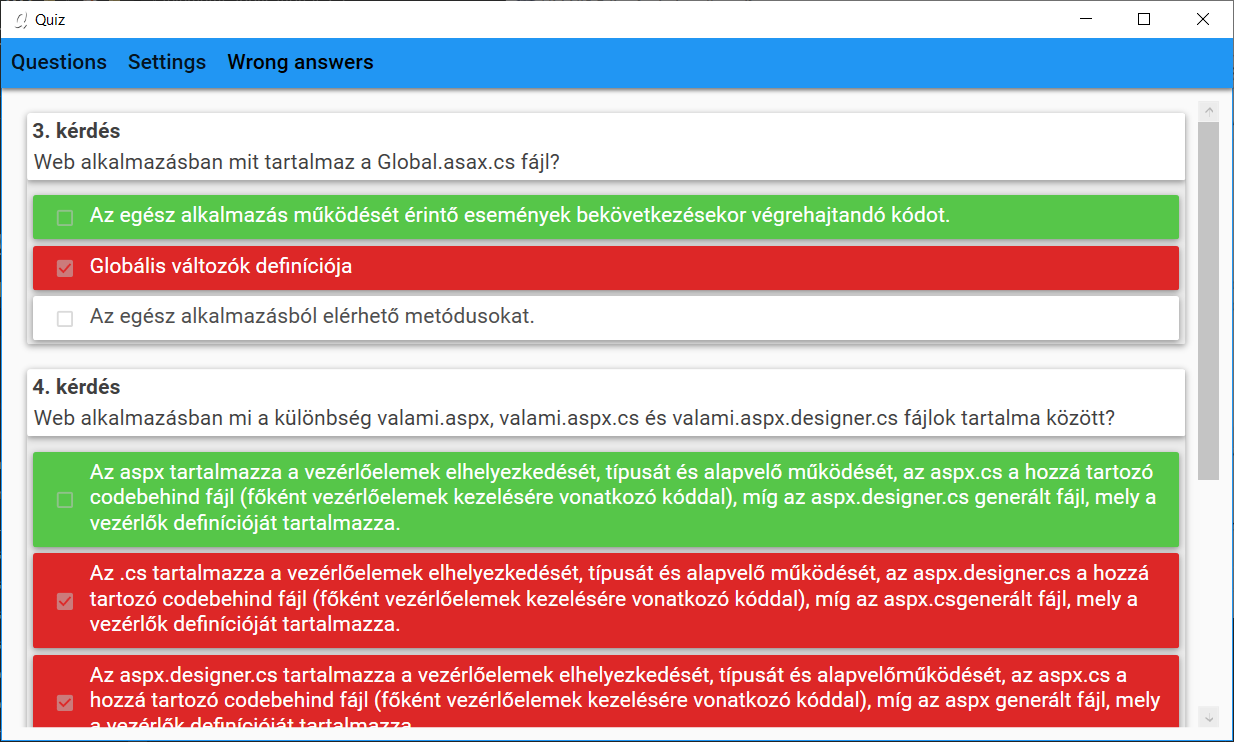 Quiz
Questions Settings Wrong answers
3. kérdés
Web alkalmazásban mit tartalmaz a Global.asax.cs fájl?
Az egész alkalmazás működését érintő események bekövetkezésekor végrehajtandó kódot.
Globális változók definíciója
Az egész alkalmazásból elérhető metódusokat.
4. kérdés
Web alkalmazásban mi a különbség valami.aspx, valami.aspx.cs és valami.aspx.designer.cs fájlok tartalma között?
Az aspx tartalmazza a vezérlőelemek elhelyezkedését, típusát és alapvelő működését, az aspx.cs a hozzá tartozó
codebehind fájl (főként vezérlőelemek kezelésére vonatkozó kóddal), míg az aspx.designer.cs generált fájl, mely a
vezérlők definícióját tartalmazza.
Az .cs tartalmazza a vezérlőelemek elhelyezkedését, típusát és alapvelő működését, az aspx.designer.cs a hozzá
tartozó codebehind fájl (főként vezérlőelemek kezelésére vonatkozó kóddal), míg az aspx.csgenerált fájl, mely a
vezérlők definícióját tartalmazza.
Az aspx.designer.cs tartalmazza a vezérlőelemek elhelyezkedését, típusát és alapvelőműködését, az aspx.cs a
hozzá tartozó codebehind fájl (főként vezérlőelemek kezelésére vonatkozó kóddal), míg az aspx generált fájl, mely
a vezérlők definícióját tartalmazza.